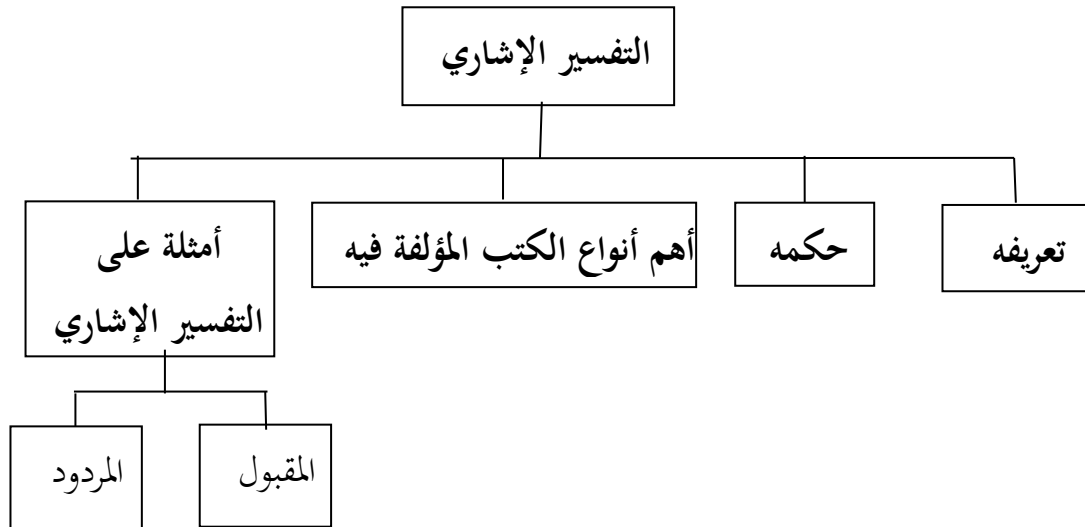 التفسير الإشاري
تعريفه
حكمه
أهم أنواع الكتب المؤلفة فيه
أمثلة على
التفسير الإشاري
المقبول
المردود